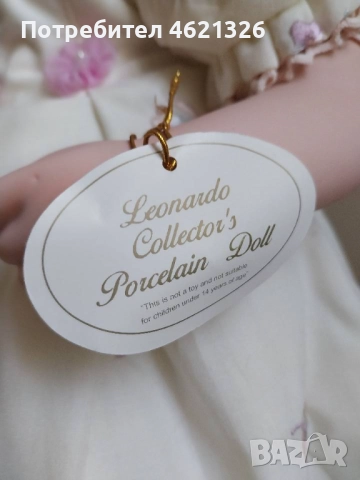 Потребител 4621326
Leonardo
Collector's
Porcelain Doll
"This is not a toy and not suitable
for children under 14 years of age"
BAZAR